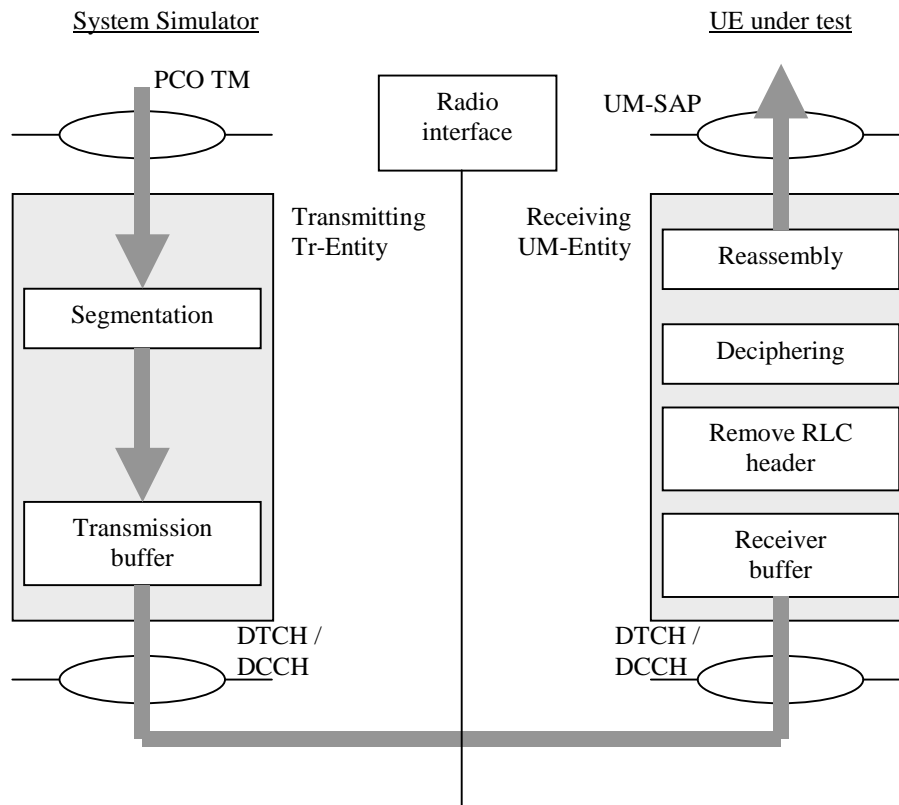 System Simulator
UE under test
PCO TM
Radio
interface
UM-SAP
Transmitting
Tr-Entity
Receiving
UM-Entity
Segmentation
Transmission
buffer
Reassembly
Deciphering
Remove RLC
header
Receiver
buffer
DTCH /
DCCH
DTCH /
DCCH